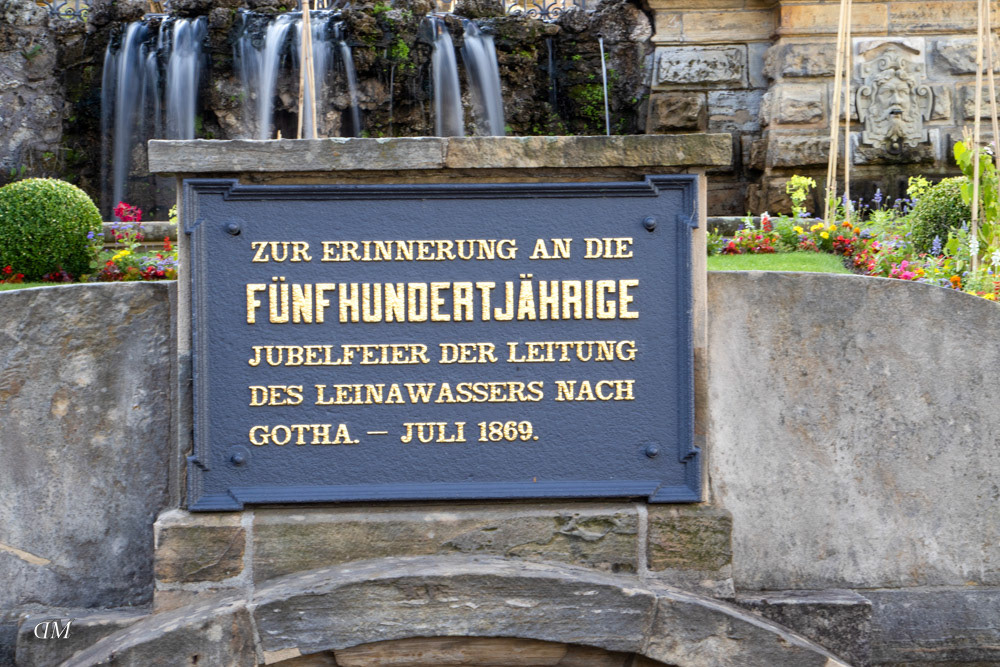 ZUR ERINNERUNG AN DIE
FÜNFHUNDERTJÄHRIGE
JUBELFEIER DER LEITUNG
DES LEINAWASSERS NACH
GOTHA. — JULI 1869.
DM